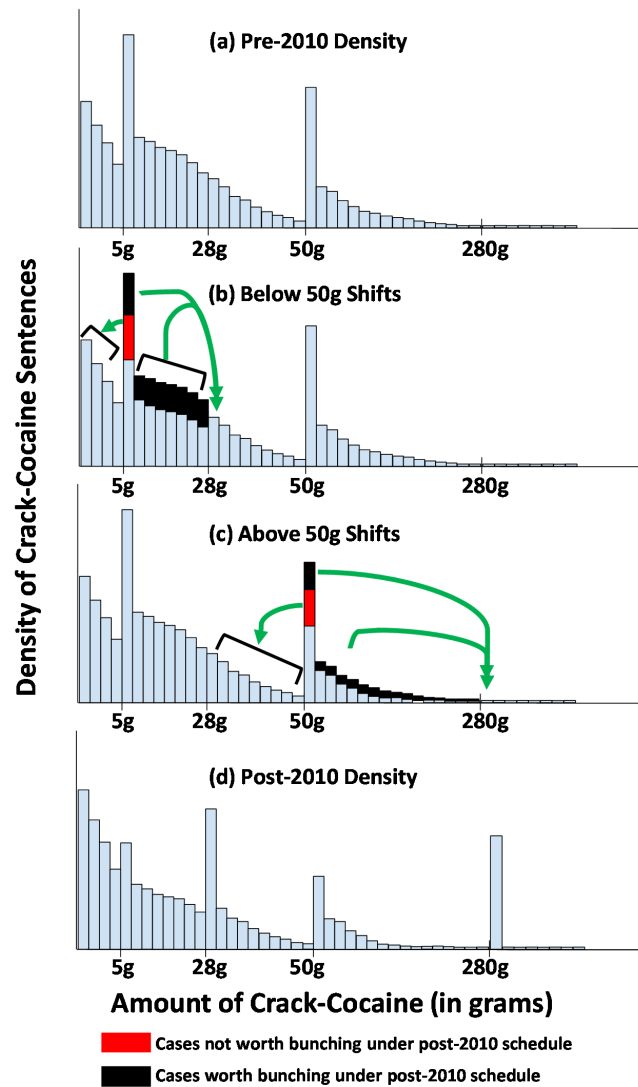 (a) Pre-2010 Density
5g 28g 50g 280g
(b) Below 50g Shifts
5g 28g 50g 280g
(c) Above 50g Shifts
5g 28g 50g 280g
(d) Post-2010 Density
5g 28g 50g 280g
Density of Crack-Cocaine Sentences
Amount of Crack-Cocaine (in grams)
Cases not worth bunching under post-2010 schedule
Cases worth bunching under post-2010 schedule